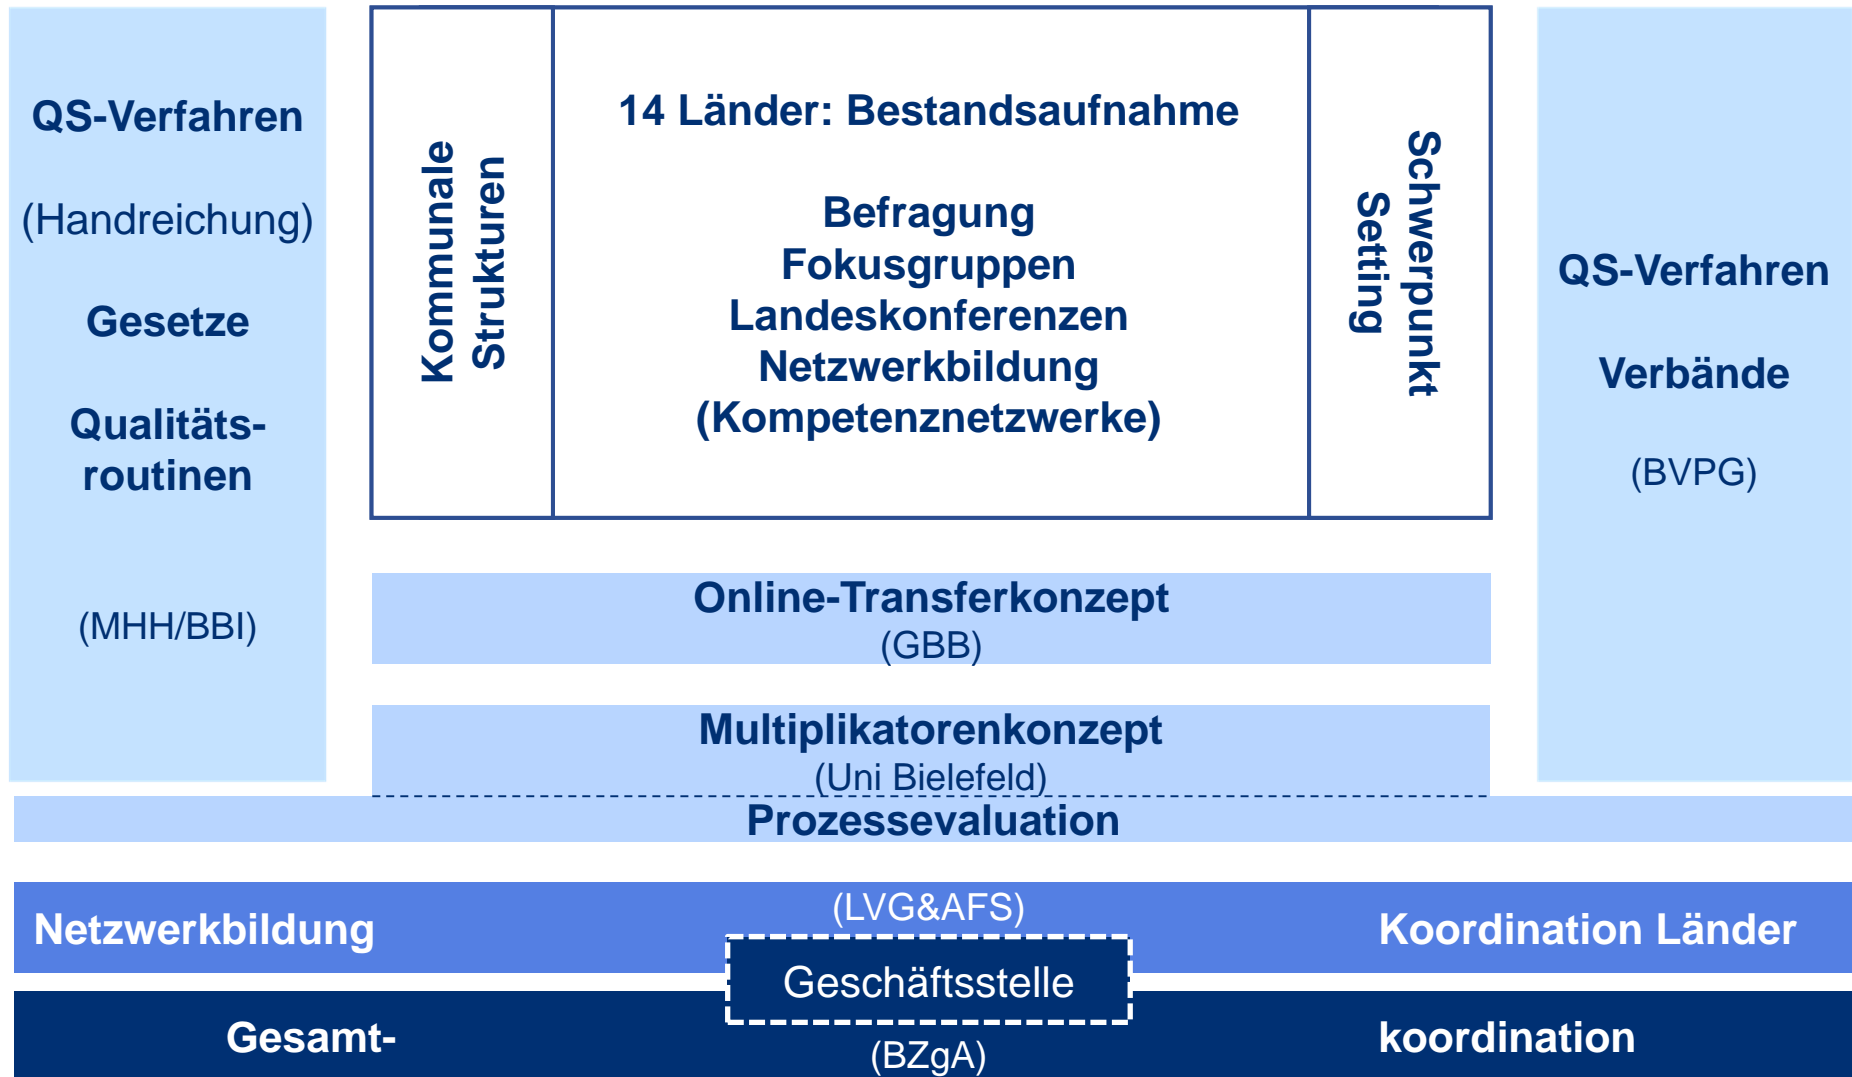 QS-Verfahren
(Handreichung)
Gesetze
Qualitäts-
routinen
(MHH/BBI)
Kommunale
Strukturen
14 Länder: Bestandsaufnahme
Befragung
Fokusgruppen
Landeskonferenzen
Netzwerkbildung
(Kompetenznetzwerke)
Schwerpunkt
Setting
QS-Verfahren
Verbände
(BVPG)
Online-Transferkonzept
(GBB)
Multiplikatorenkonzept
(Uni Bielefeld)
Prozessevaluation
Netzwerkbildung
(LVG&AFS)
Koordination Länder
Geschäftsstelle
Gesamt-
(BZgA)
koordination